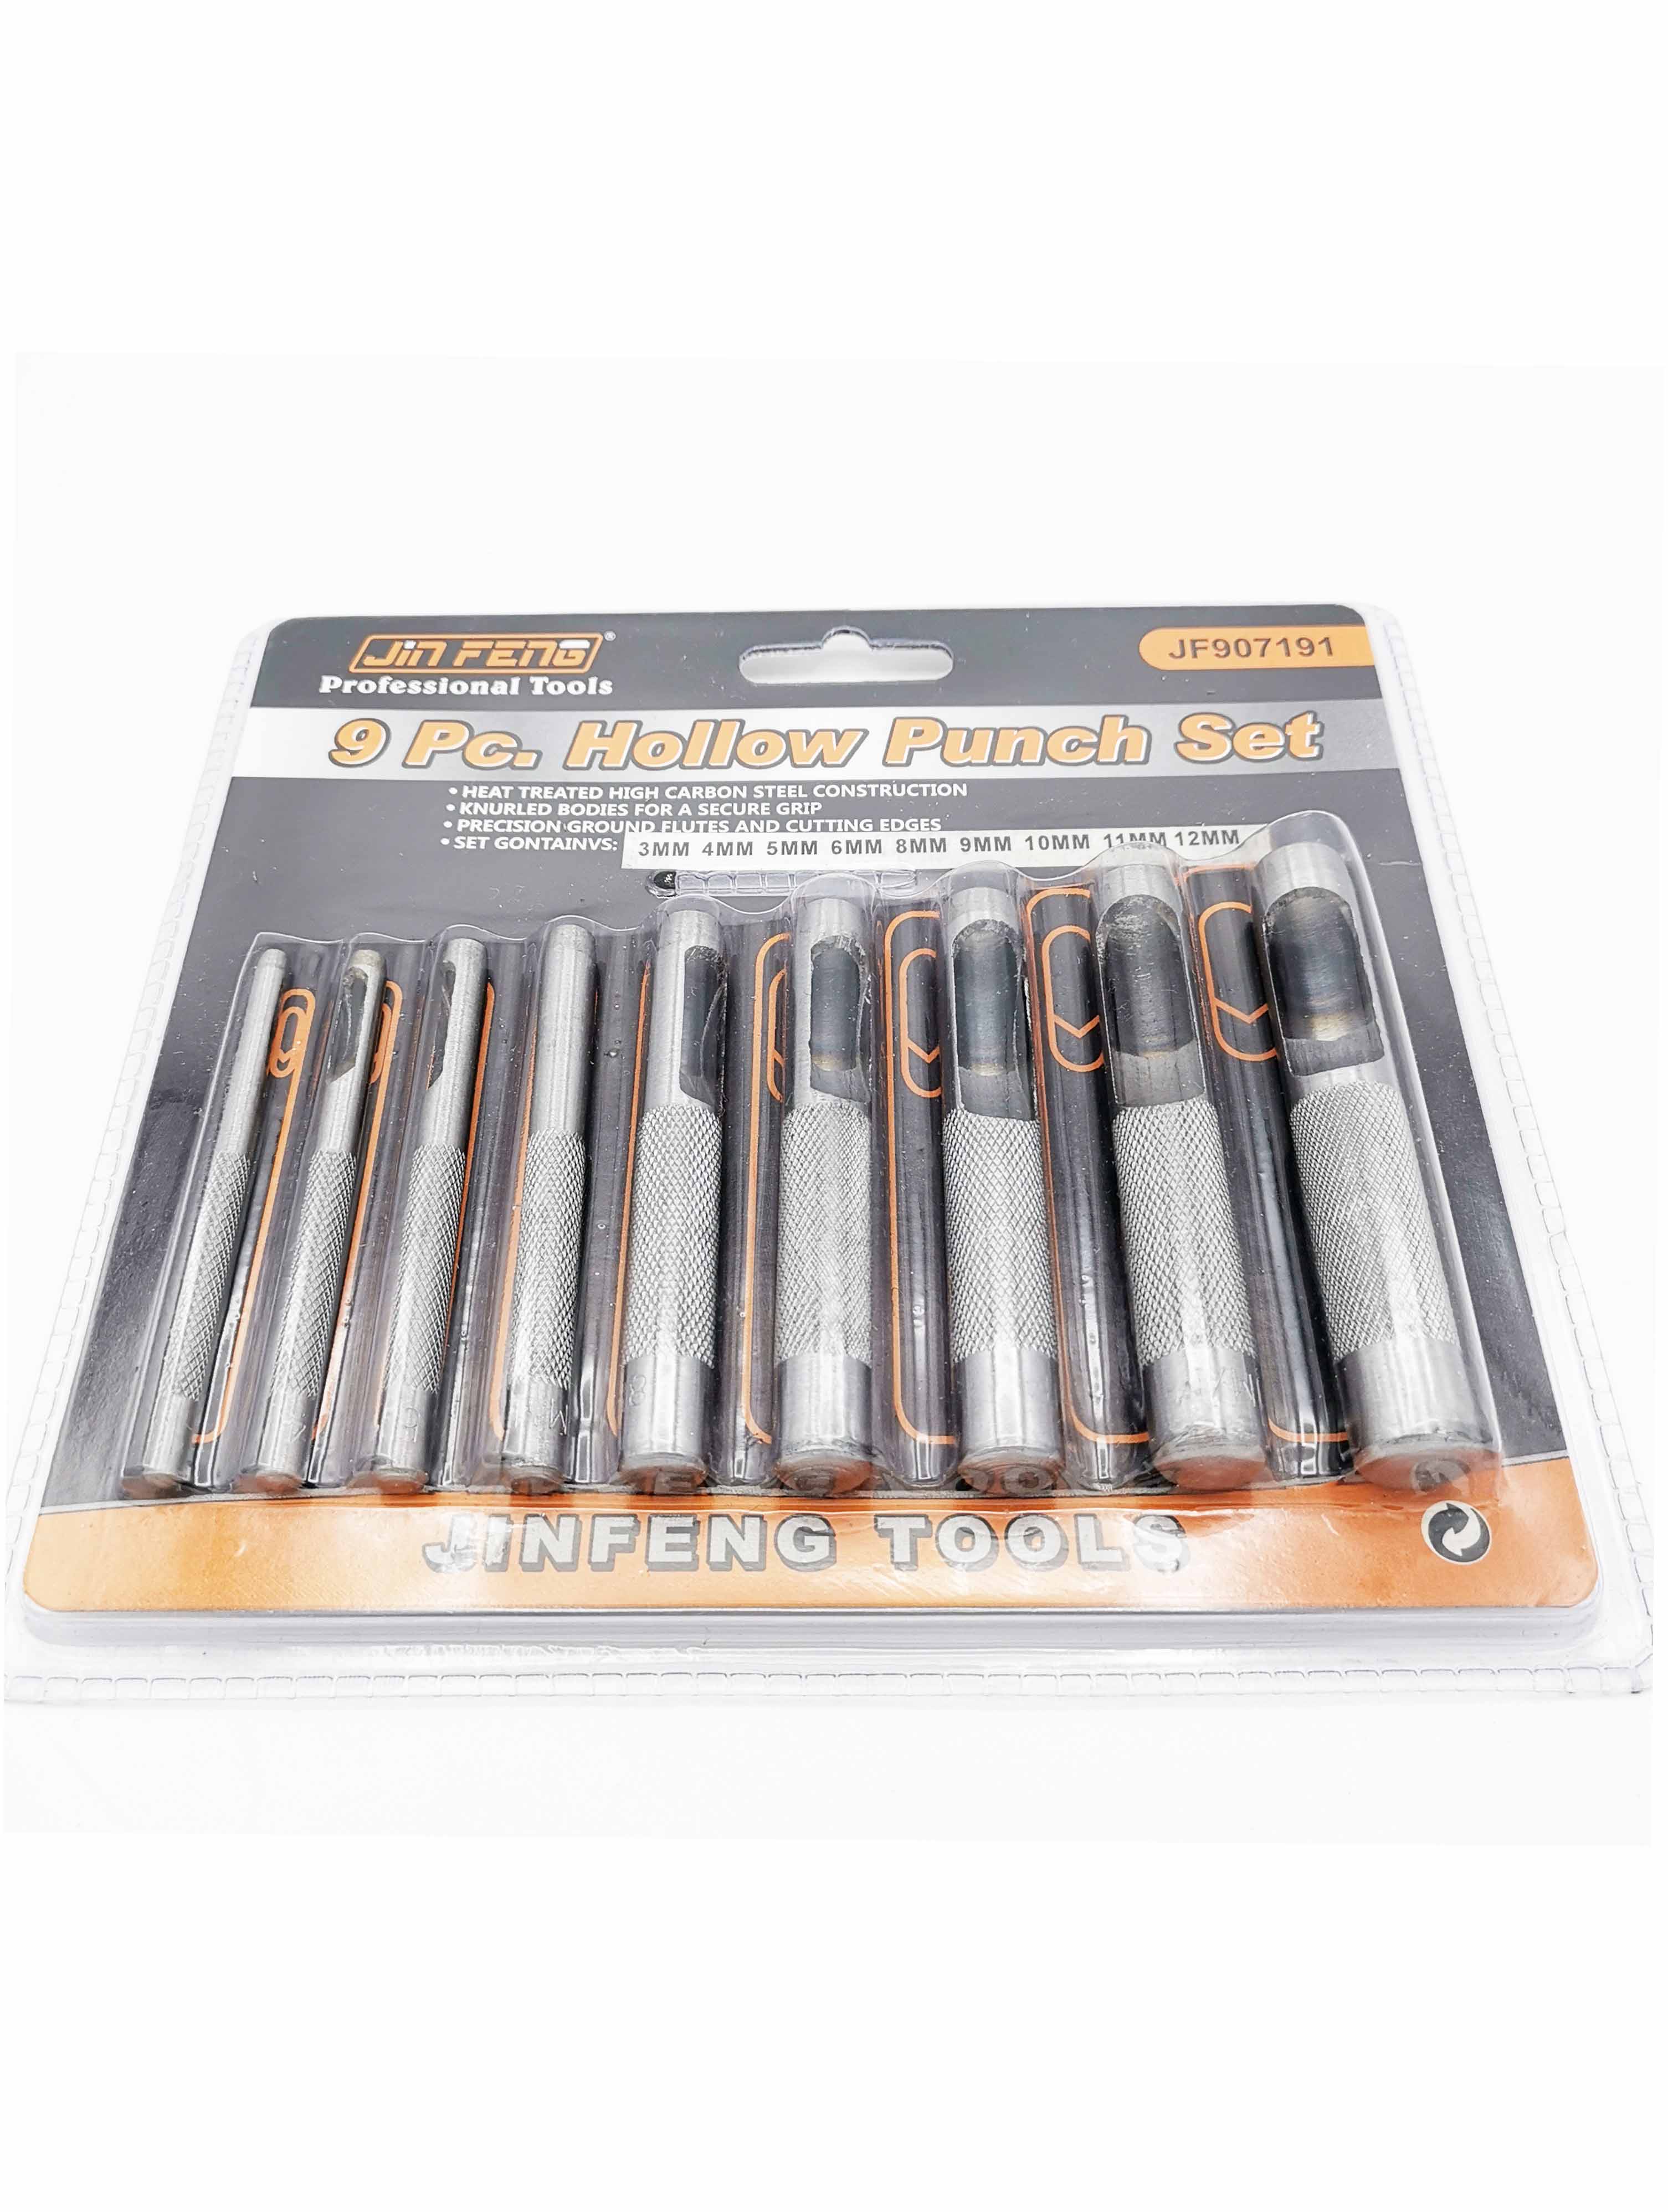 JIN FENG®
Professional Tools
JF907191
9 Pc. Hollow Punch Set
• HEAT TREATED HIGH CARBON STEEL CONSTRUCTION
• KNURLED BODIES FOR A SECURE GRIP
• PRECISION GROUND FLUTES AND CUTTING EDGES
• SET GONTAINVS: 3MM 4MM 5MM 6MM 8MM 9MM 10MM 11MM 12MM
5
8
JINFENG TOOLS